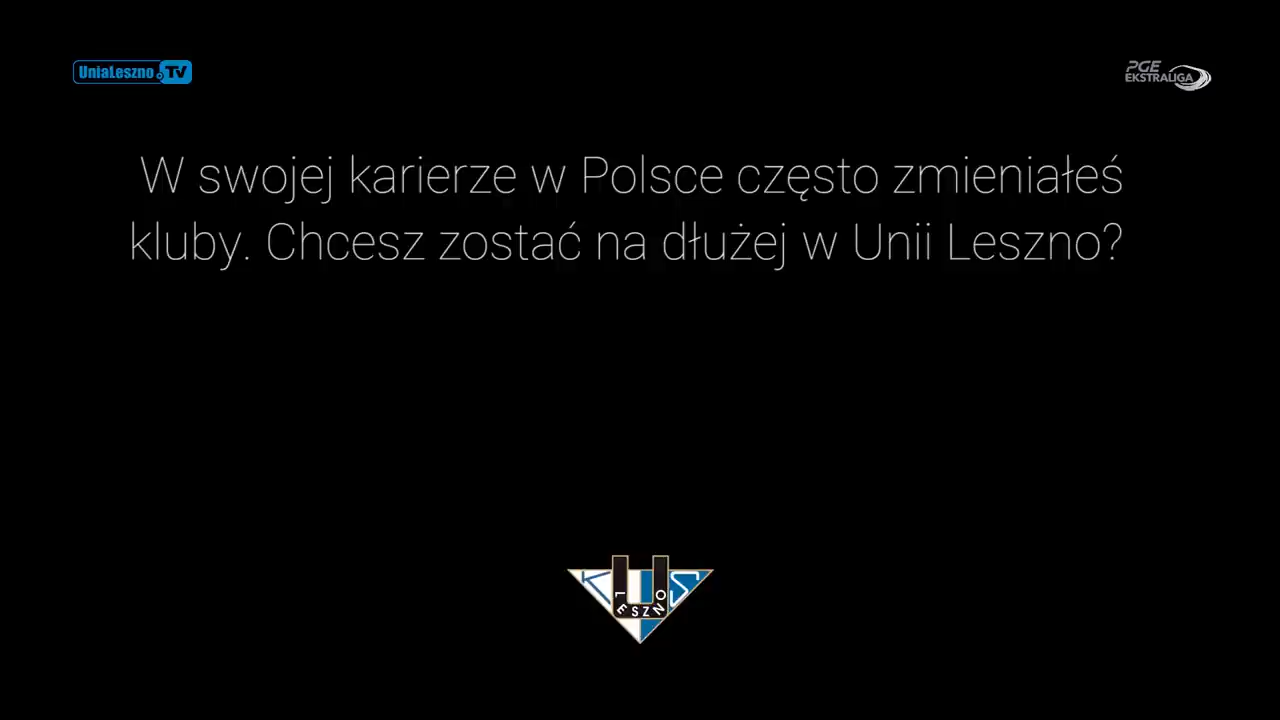 UniaLeszno.TV
PGE
EKSTRALIGA
W swojej karierze w Polsce często zmieniałeś
kluby. Chcesz zostać na dłużej w Unii Leszno?
K U S
LESZNO